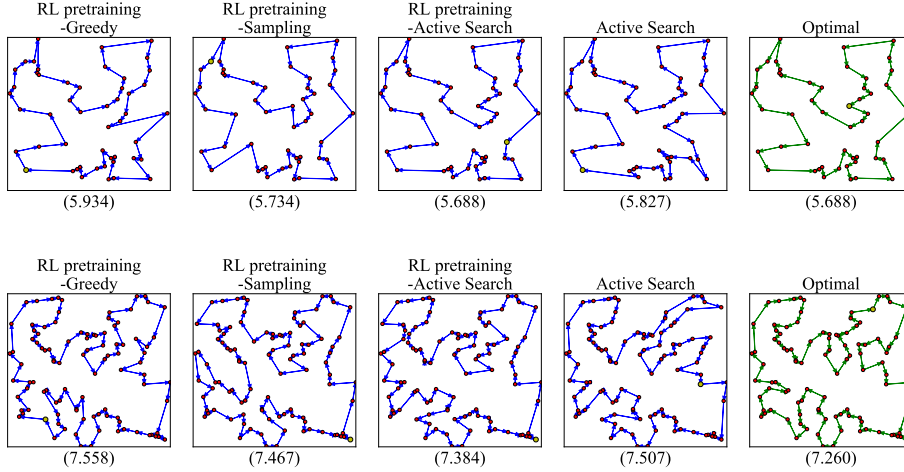 RL pretraining
-Greedy
RL pretraining
-Sampling
RL pretraining
-Active Search
Active Search
Optimal
(5.934)
(5.734)
(5.688)
(5.827)
(5.688)
RL pretraining
-Greedy
RL pretraining
-Sampling
RL pretraining
-Active Search
Active Search
Optimal
(7.558)
(7.467)
(7.384)
(7.507)
(7.260)